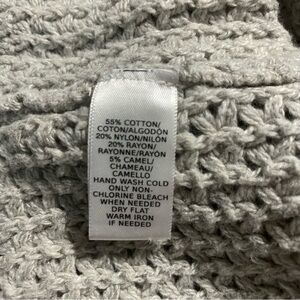 55% COTTON/
COTON/ALGODÓN
20% NYLON/NILÓN
20% RAYON/
RAYONNE/RAYÓN
5% CAMEL/
CHAMEAU/
CAMELLO
HAND WASH COLD
ONLY NON-
CHLORINE BLEACH
WHEN NEEDED
DRY FLAT
WARM IRON
IF NEEDED